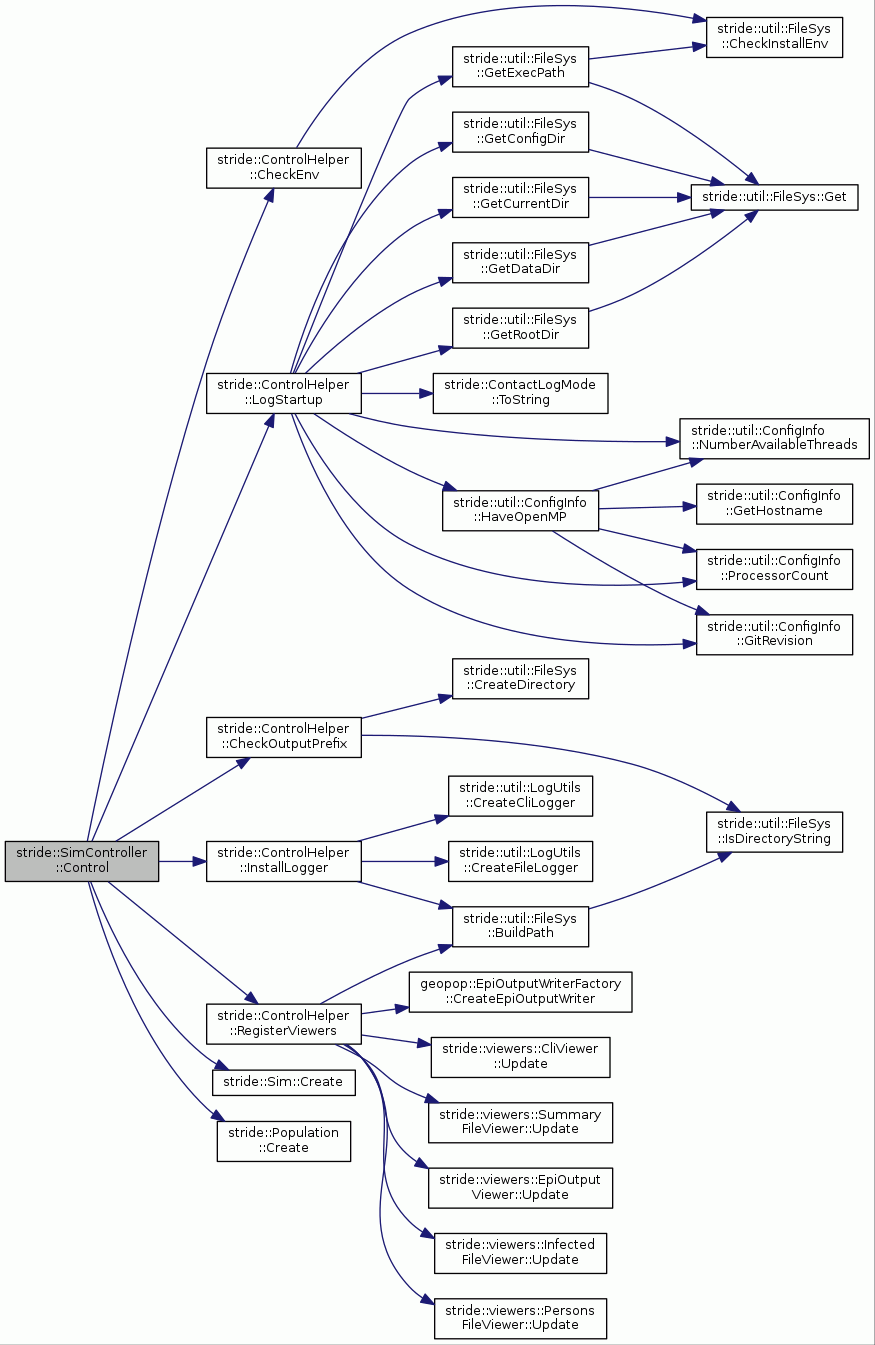 stride::util::FileSys
::CheckInstallEnv
stride::util::FileSys
::GetExecPath
stride::util::FileSys
::GetConfigDir
stride::ControlHelper
::CheckEnv
stride::util::FileSys
::GetCurrentDir
stride::util::FileSys::Get
stride::util::FileSys
::GetDataDir
stride::util::FileSys
::GetRootDir
stride::ControlHelper
::LogStartup
stride::ContactLogMode
::ToString
stride::util::ConfigInfo
::NumberAvailableThreads
stride::util::ConfigInfo
::HaveOpenMP
stride::util::ConfigInfo
::GetHostname
stride::util::ConfigInfo
::ProcessorCount
stride::util::ConfigInfo
::GitRevision
stride::util::FileSys
::CreateDirectory
stride::ControlHelper
::CheckOutputPrefix
stride::util::LogUtils
::CreateCliLogger
stride::util::FileSys
::IsDirectoryString
stride::SimController
::Control
stride::ControlHelper
::InstallLogger
stride::util::LogUtils
::CreateFileLogger
stride::util::FileSys
::BuildPath
geopop::EpiOutputWriterFactory
::CreateEpiOutputWriter
stride::ControlHelper
::RegisterViewers
stride::viewers::CliViewer
::Update
stride::Sim::Create
stride::viewers::Summary
FileViewer::Update
stride::Population
::Create
stride::viewers::EpiOutput
Viewer::Update
stride::viewers::Infected
FileViewer::Update
stride::viewers::Persons
FileViewer::Update